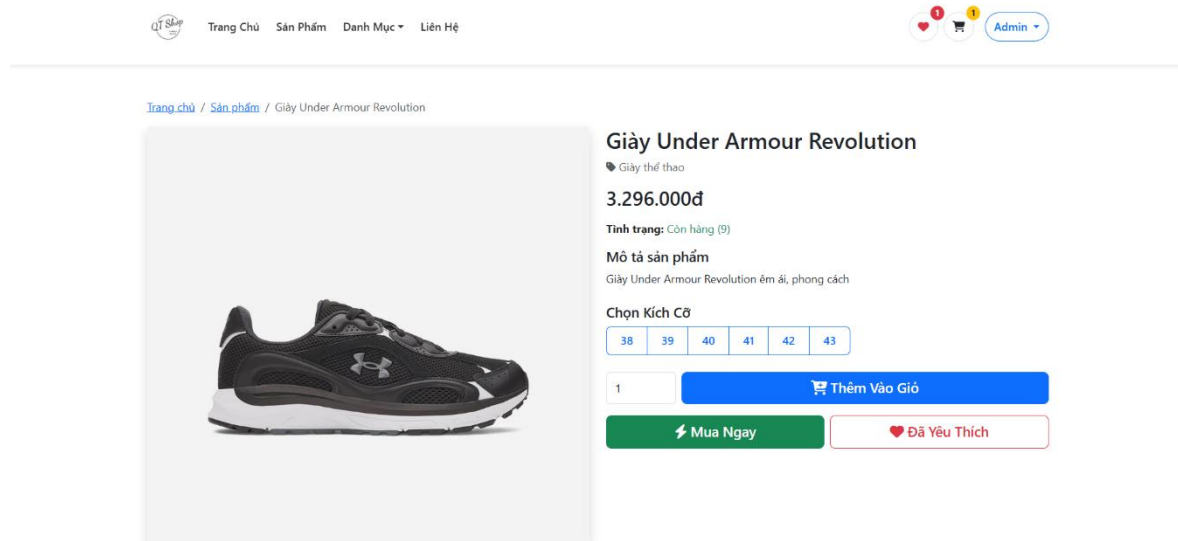 QT Shop
Trang Chủ Sản Phẩm Danh Mục Liên Hệ 1 1 Admin
Trang chủ / Sản phẩm / Giày Under Armour Revolution
Giày Under Armour Revolution
Giày thể thao
3.296.000đ
Tình trạng: Còn hàng (9)
Mô tả sản phẩm
Giày Under Armour Revolution êm ái, phong cách
Chọn Kích Cỡ
38 39 40 41 42 43
1 Thêm Vào Giỏ
Mua Ngay Đã Yêu Thích